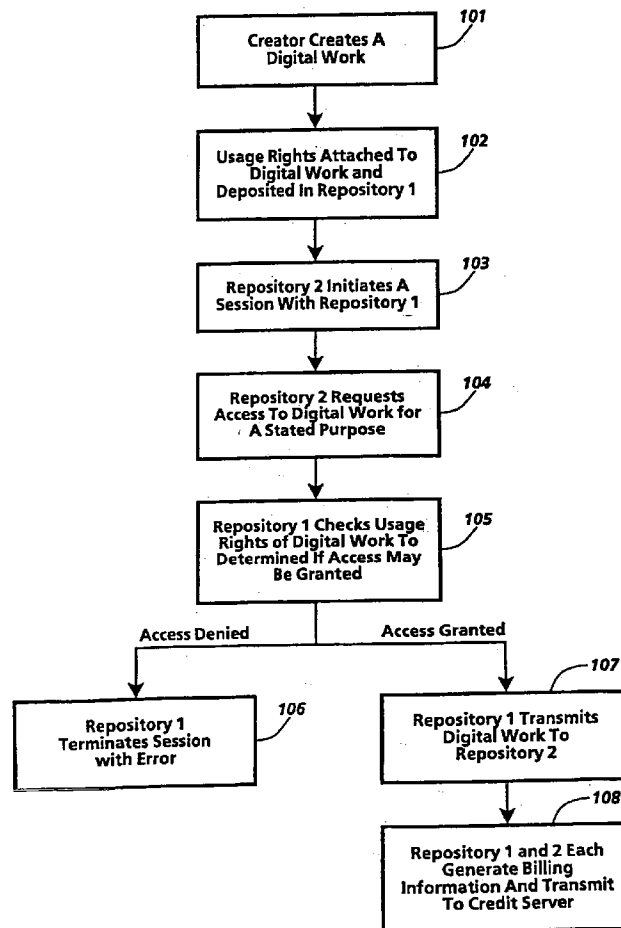 101
Creator Creates A
Digital Work
102
Usage Rights Attached To
Digital Work and
Deposited In Repository 1
103
Repository 2 Initiates A
Session With Repository 1
104
Repository 2 Requests
Access To Digital Work for
A Stated Purpose
105
Repository 1 Checks Usage
Rights of Digital Work To
Determined If Access May
Be Granted
Access Denied
Access Granted
106
Repository 1
Terminates Session
with Error
107
Repository 1 Transmits
Digital Work To
Repository 2
108
Repository 1 and 2 Each
Generate Billing
Information And Transmit
To Credit Server